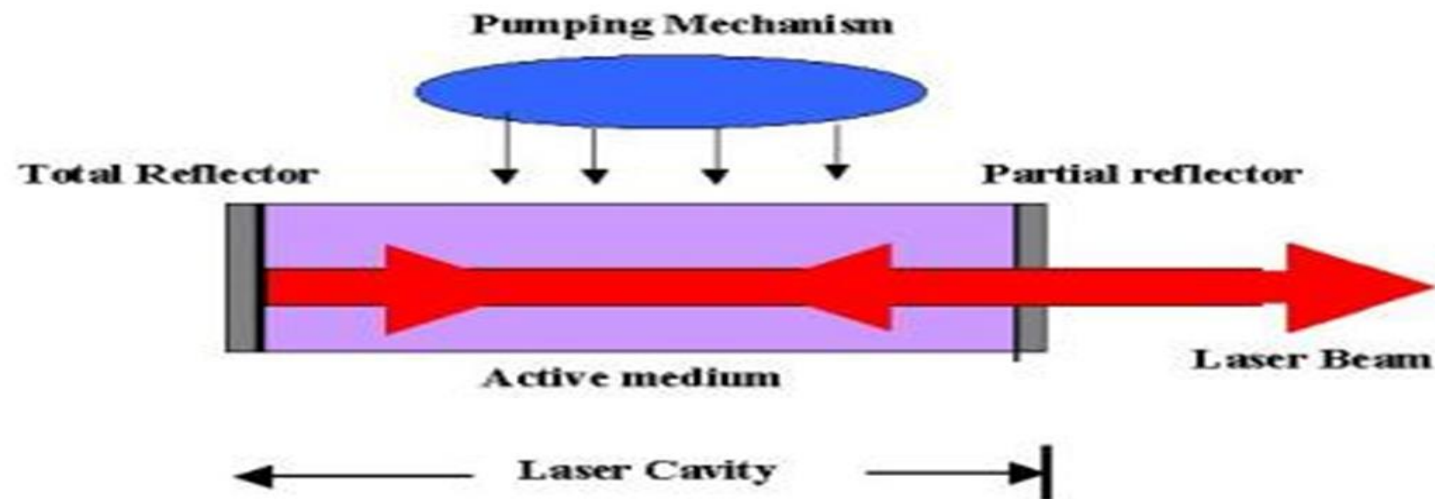 Pumping Mechanism
Total Reflector
Partial reflector
Laser Beam
Active medium
Laser Cavity